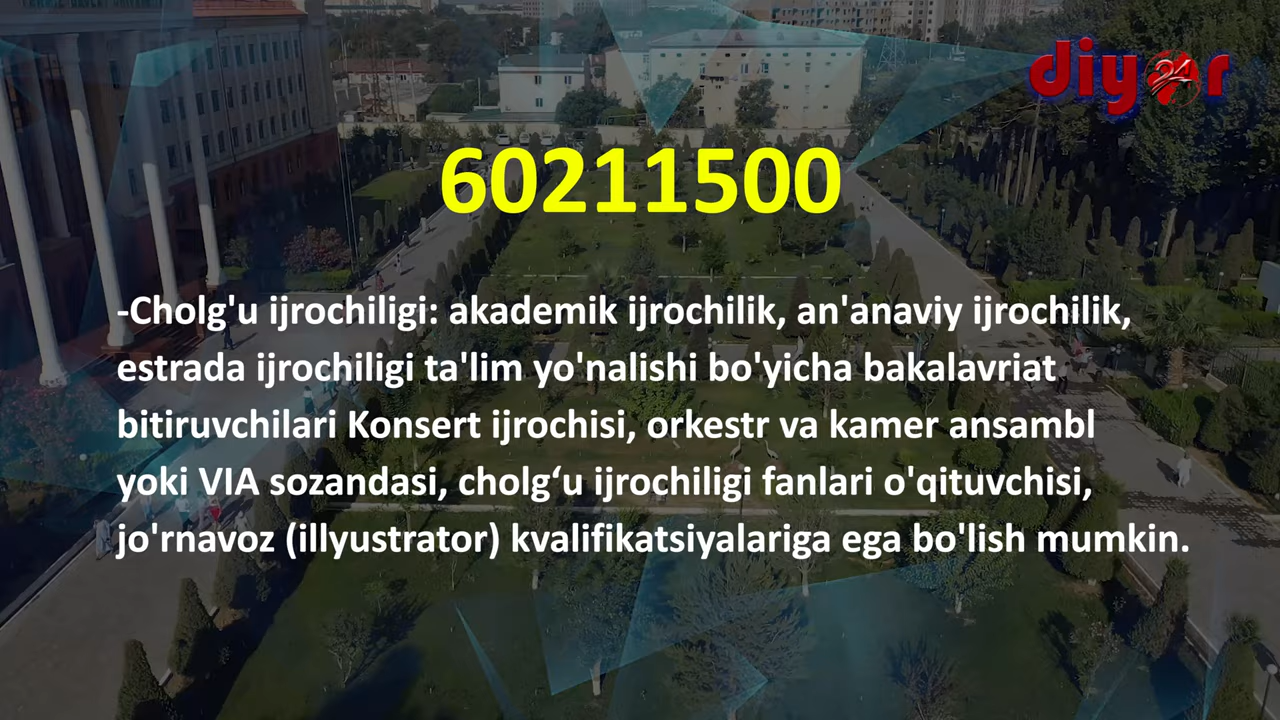 diyor 24
60211500
-Cholg'u ijrochiligi: akademik ijrochilik, an'anaviy ijrochilik,
estrada ijrochiligi ta'lim yo'nalishi bo'yicha bakalavriat
bitiruvchilari Konsert ijrochisi, orkestr va kamer ansambl
yoki VIA sozandasi, cholg‘u ijrochiligi fanlari o'qituvchisi,
jo'rnavoz (illyustrator) kvalifikatsiyalariga ega bo'lish mumkin.